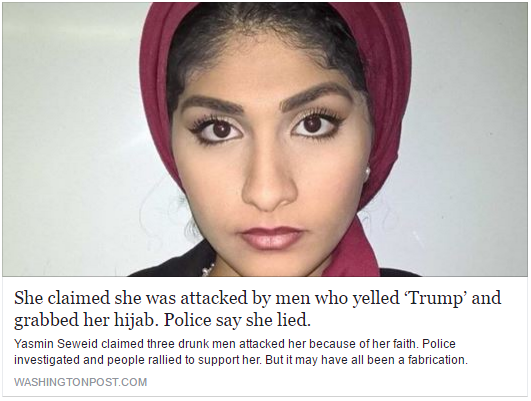 She claimed she was attacked by men who yelled ‘Trump’ and
grabbed her hijab. Police say she lied.
Yasmin Seweid claimed three drunk men attacked her because of her faith. Police
investigated and people rallied to support her. But it may have all been a fabrication.
WASHINGTONPOST.COM